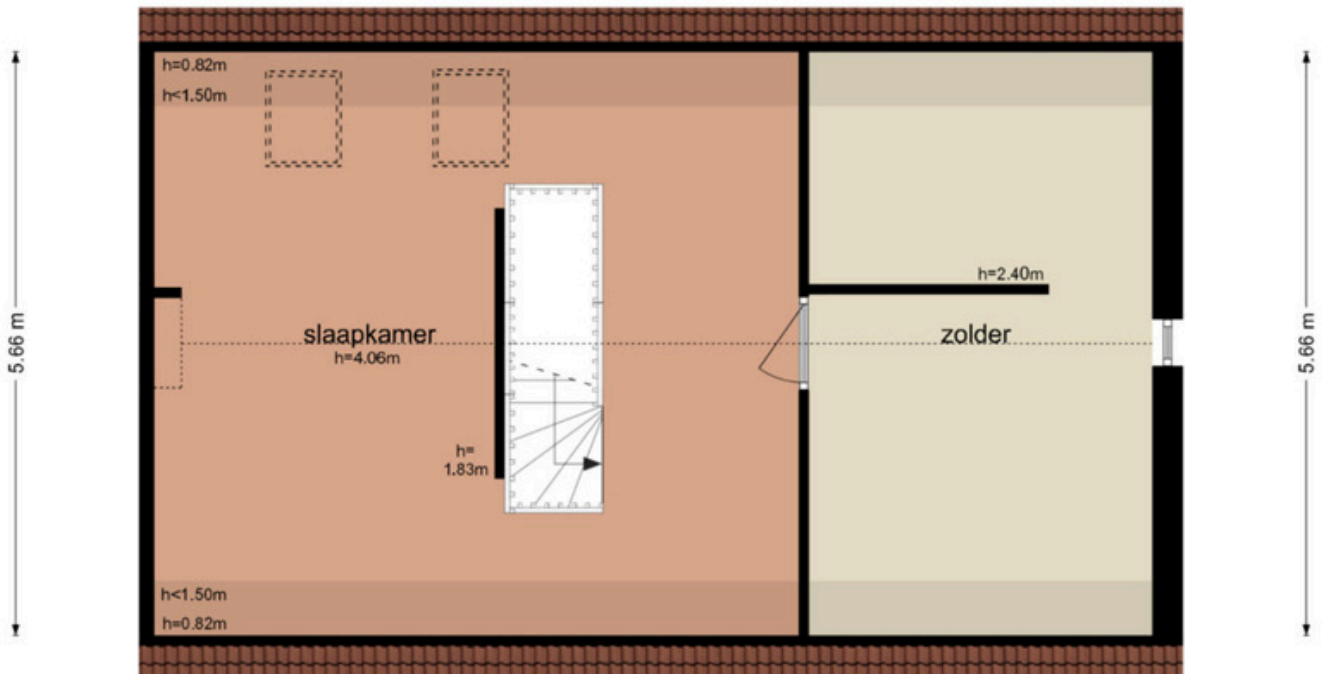 h=0.82m
h<1.50m
5.66 m
slaapkamer
h=4.06m
h=
1.83m
h=2.40m
zolder
5.66 m
h<1.50m
h=0.82m